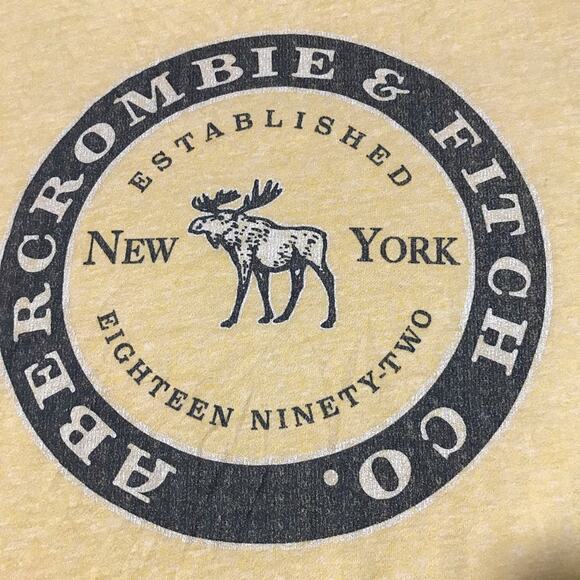 ABERCROMBIE & FITCH CO.
ESTABLISHED
NEW YORK
EIGHTEEN NINETY-TWO